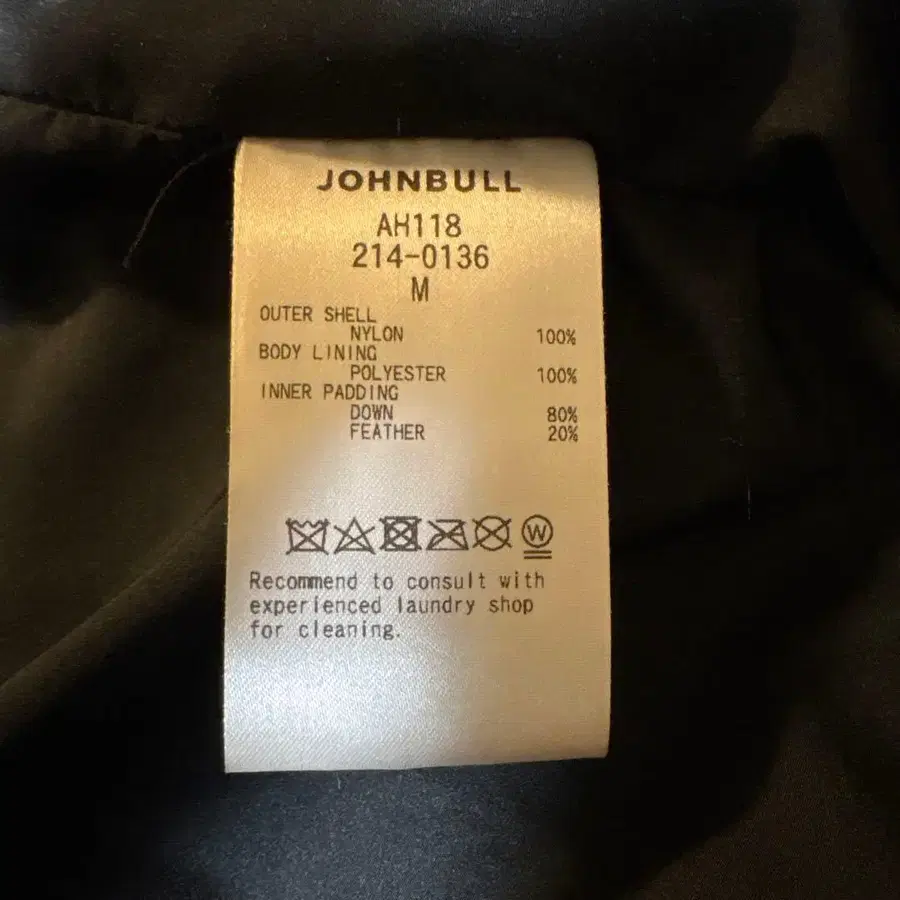 JOHNBULL
AH118
214-0136
M
OUTER SHELL
NYLON 100%
BODY LINING
POLYESTER 100%
INNER PADDING
DOWN 80%
FEATHER 20%
W
Recommend to consult with
experienced laundry shop
for cleaning.